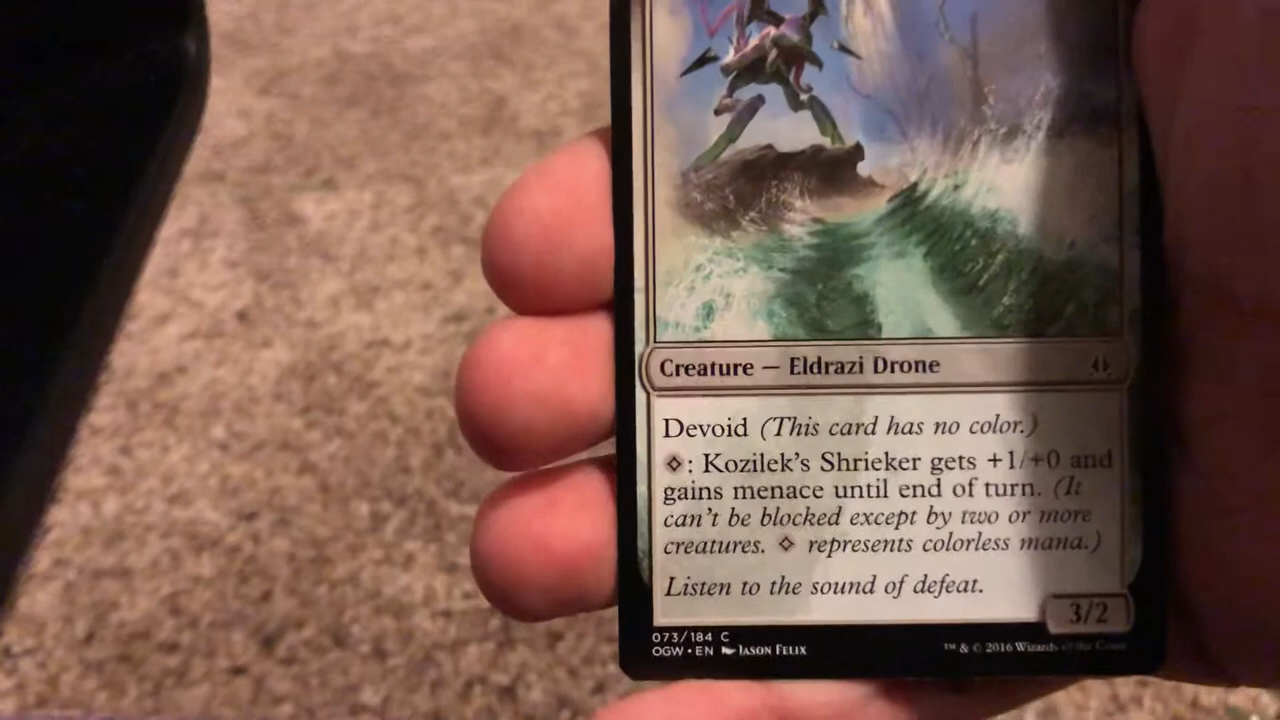 Creature — Eldrazi Drone
Devoid (This card has no color.)
: Kozilek's Shrieker gets +1/+0 and
gains menace until end of turn. (It
can't be blocked except by two or more
creatures. represents colorless mana.)
Listen to the sound of defeat.
3/2
073/184 C
OGW • EN JASON FELIX
™ & © 2016 Wizards of the Coast